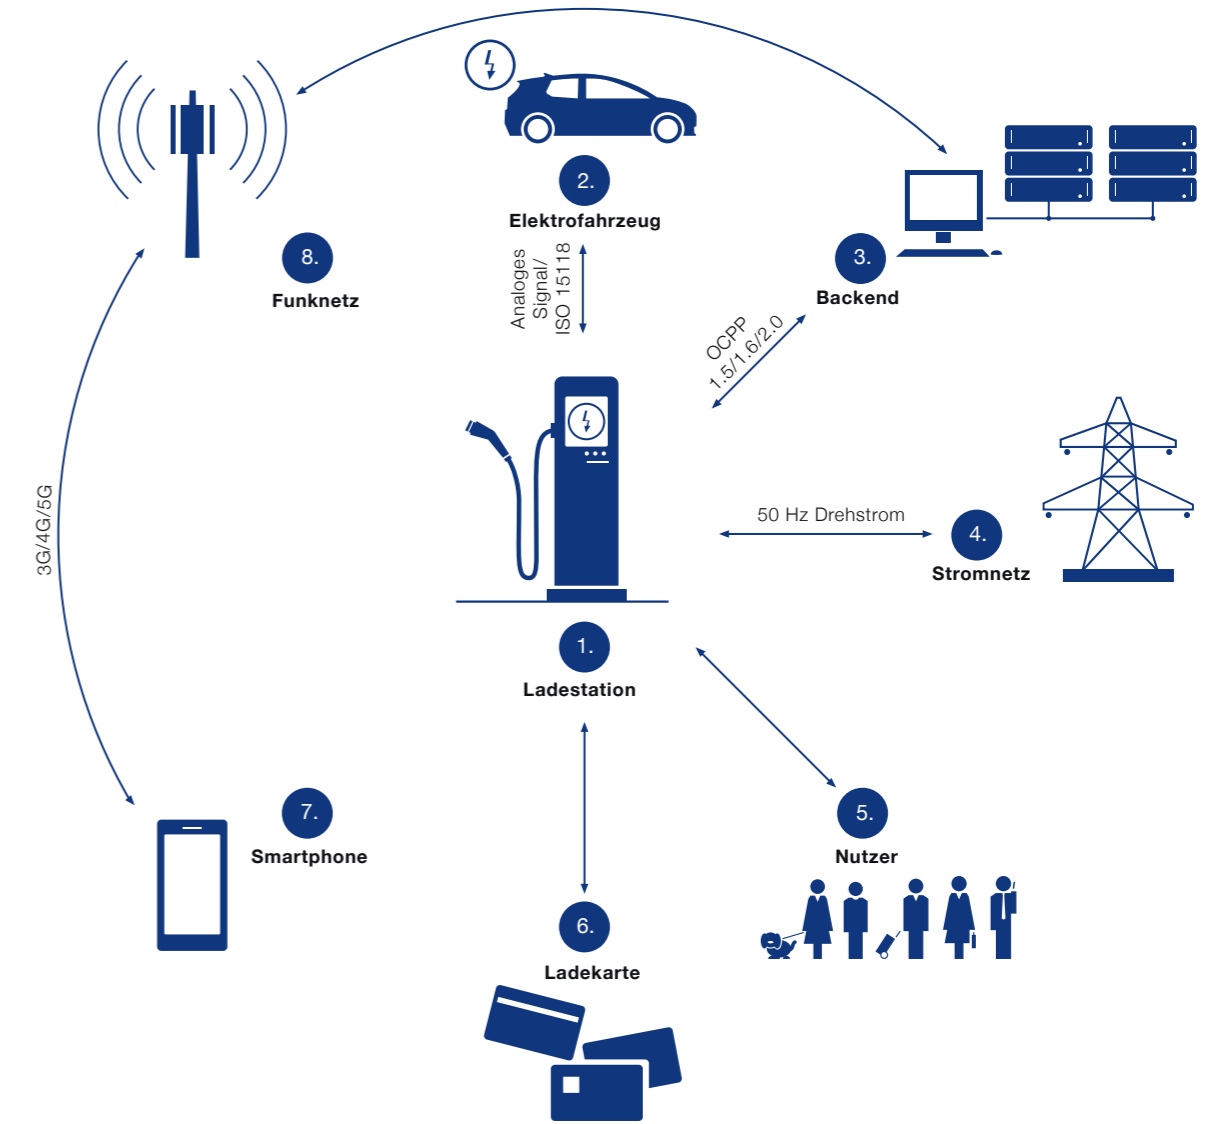 2.
Elektrofahrzeug
Analoges
Signal/
ISO 15118
8.
Funknetz
3.
Backend
OCPP
1.5/1.6/2.0
50 Hz Drehstrom
4.
Stromnetz
3G/4G/5G
1.
Ladestation
7.
Smartphone
5.
Nutzer
6.
Ladekarte